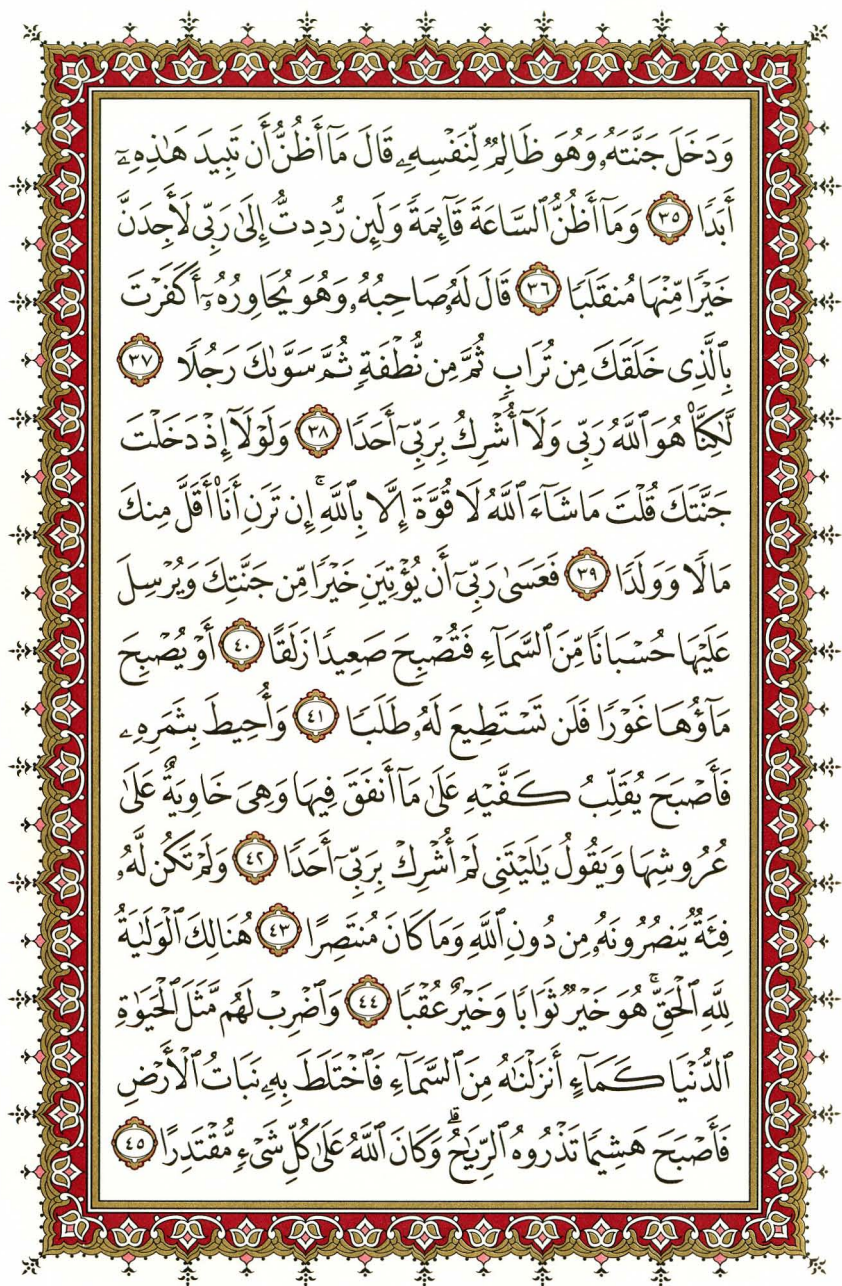 وَدَخَلَ جَنَّتَهُۥ وَهُوَ ظَالِمٌ لِّنَفْسِهِۦ قَالَ مَآ أَظُنُّ أَن تَبِيدَ هَٰذِهِۦٓ
أَبَدًا ٣٥ وَمَآ أَظُنُّ ٱلسَّاعَةَ قَآئِمَةً وَلَئِن رُّدِدتُّ إِلَىٰ رَبِّى لَأَجِدَنَّ
خَيْرًا مِّنْهَا مُنقَلَبًا ٣٦ قَالَ لَهُۥ صَاحِبُهُۥ وَهُوَ يُحَاوِرُهُۥٓ أَكَفَرْتَ
بِٱلَّذِى خَلَقَكَ مِن تُرَابٍ ثُمَّ مِن نُّطْفَةٍ ثُمَّ سَوَّىٰكَ رَجُلًا ٣٧
لَّٰكِنَّا۠ هُوَ ٱللَّهُ رَبِّى وَلَآ أُشْرِكُ بِرَبِّىٓ أَحَدًا ٣٨ وَلَوْلَآ إِذْ دَخَلْتَ
جَنَّتَكَ قُلْتَ مَا شَآءَ ٱللَّهُ لَا قُوَّةَ إِلَّا بِٱللَّهِ ۚ إِن تَرَنِ أَنَا۠ أَقَلَّ مِنكَ
مَالًا وَوَلَدًا ٣٩ فَعَسَىٰ رَبِّىٓ أَن يُؤْتِيَنِ خَيْرًا مِّن جَنَّتِكَ وَيُرْسِلَ
عَلَيْهَا حُسْبَانًا مِّنَ ٱلسَّمَآءِ فَتُصْبِحَ صَعِيدًا زَلَقًا ٤٠ أَوْ يُصْبِحَ
مَآؤُهَا غَوْرًا فَلَن تَسْتَطِيعَ لَهُۥ طَلَبًا ٤١ وَأُحِيطَ بِثَمَرِهِۦ
فَأَصْبَحَ يُقَلِّبُ كَفَّيْهِ عَلَىٰ مَآ أَنفَقَ فِيهَا وَهِىَ خَاوِيَةٌ عَلَىٰ
عُرُوشِهَا وَيَقُولُ يَٰلَيْتَنِى لَمْ أُشْرِكْ بِرَبِّىٓ أَحَدًا ٤٢ وَلَمْ تَكُن لَّهُۥ
فِئَةٌ يَنصُرُونَهُۥ مِن دُونِ ٱللَّهِ وَمَا كَانَ مُنتَصِرًا ٤٣ هُنَالِكَ ٱلْوَلَٰيَةُ
لِلَّهِ ٱلْحَقِّ ۚ هُوَ خَيْرٌ ثَوَابًا وَخَيْرٌ عُقْبًا ٤٤ وَٱضْرِبْ لَهُم مَّثَلَ ٱلْحَيَوٰةِ
ٱلدُّنْيَا كَمَآءٍ أَنزَلْنَٰهُ مِنَ ٱلسَّمَآءِ فَٱخْتَلَطَ بِهِۦ نَبَاتُ ٱلْأَرْضِ
فَأَصْبَحَ هَشِيمًا تَذْرُوهُ ٱلرِّيَٰحُ ۗ وَكَانَ ٱللَّهُ عَلَىٰ كُلِّ شَىْءٍ مُّقْتَدِرًا ٤٥